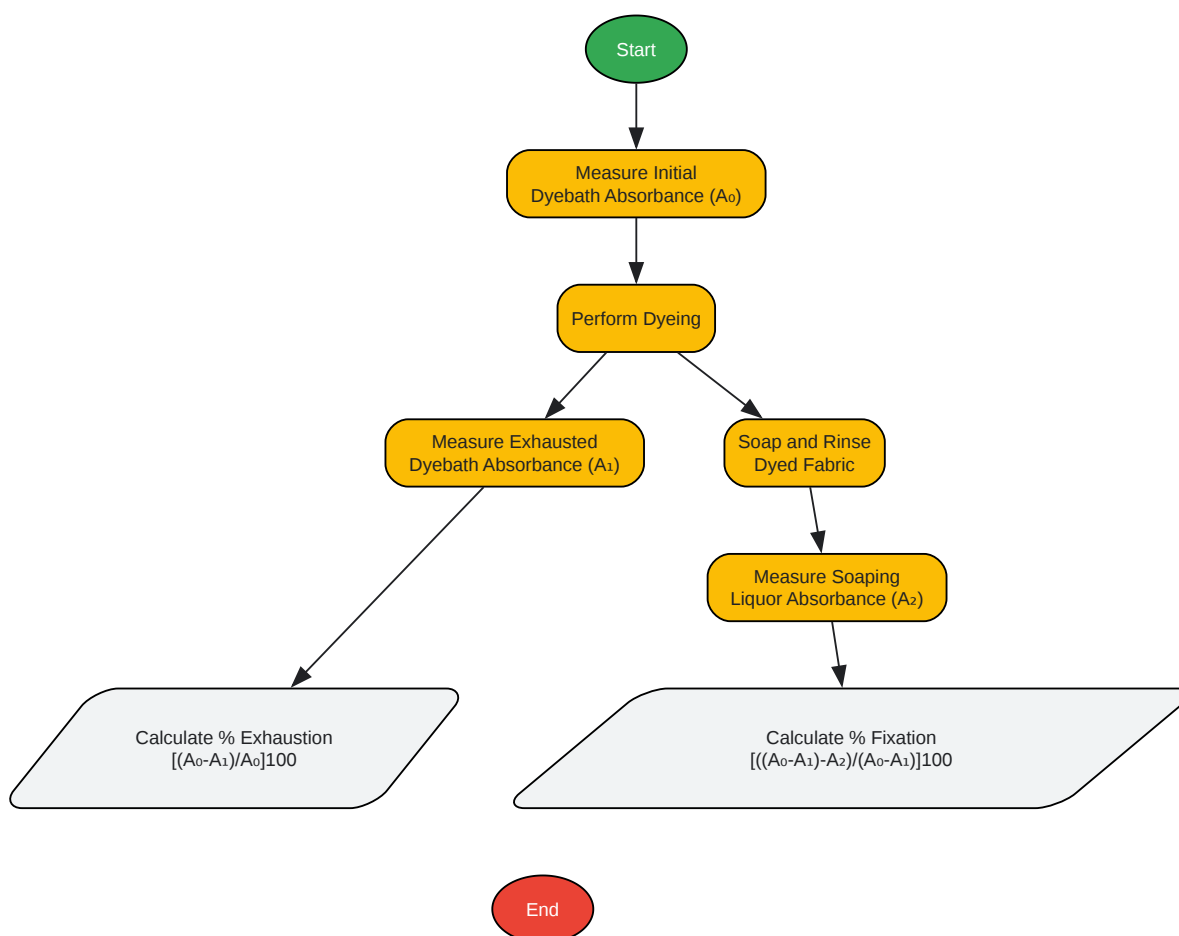 Start
Measure Initial
Dyebath Absorbance (A₀)
Perform Dyeing
Measure Exhausted
Dyebath Absorbance (A₁)
Soap and Rinse
Dyed Fabric
Measure Soaping
Liquor Absorbance (A₂)
Calculate % Exhaustion
[(A₀-A₁)/A₀]100
Calculate % Fixation
[((A₀-A₁)-A₂)/(A₀-A₁)]100
End